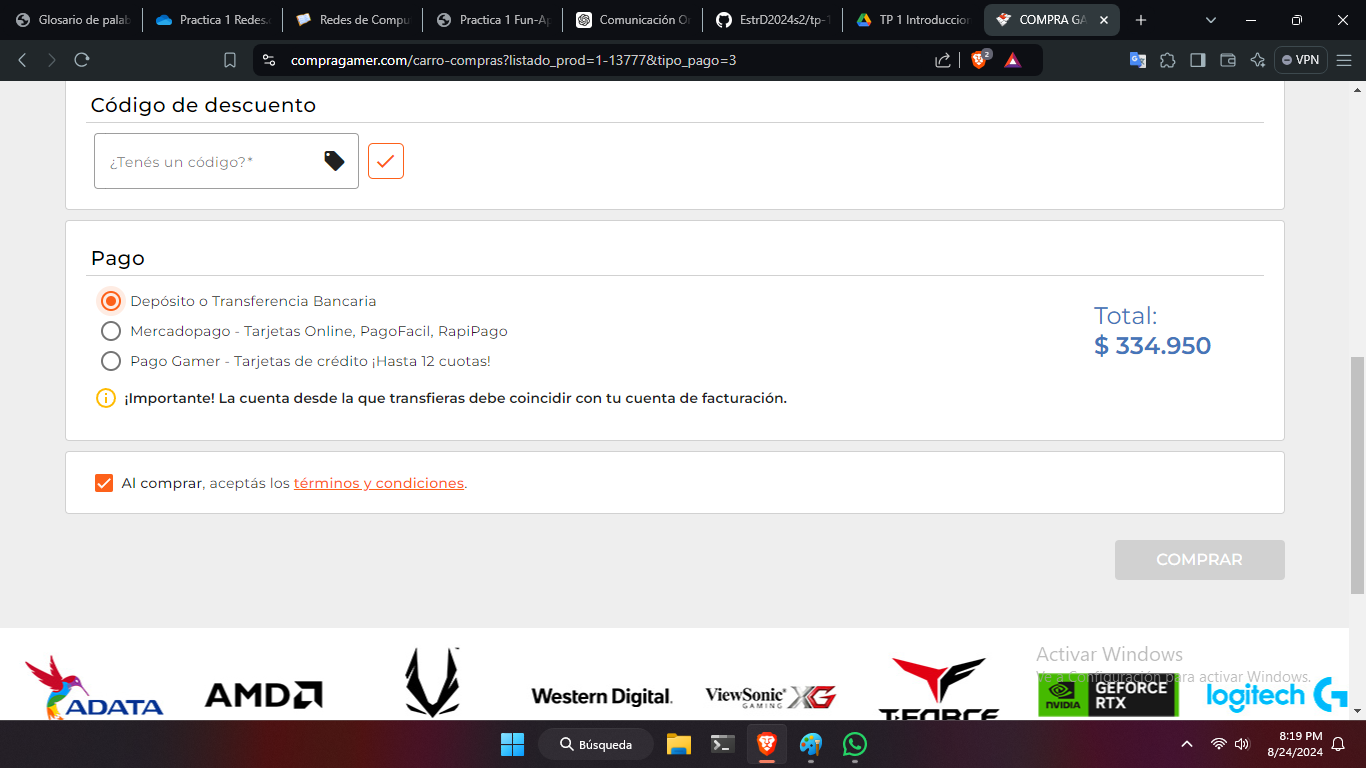 Glosario de palab
Practica 1 Redes.c
Redes de Compu
Practica 1 Fun-Ap
Comunicación Or
EstrD2024s2/tp-1
TP 1 Introduccion
COMPRA GA
compragamer.com/carro-compras?listado_prod=1-13777&tipo_pago=3
2
VPN
Código de descuento
¿Tenés un código?*
Pago
Depósito o Transferencia Bancaria
Mercadopago - Tarjetas Online, PagoFacil, RapiPago
Pago Gamer - Tarjetas de crédito ¡Hasta 12 cuotas!
Total:
$ 334.950
¡Importante! La cuenta desde la que transfieras debe coincidir con tu cuenta de facturación.
Al comprar, aceptás los términos y condiciones.
COMPRAR
Activar Windows
Ve a Configuración para activar Windows.
ADATA
AMD
Western Digital.
ViewSonic XG
GAMING
T-FORCE
NVIDIA
GEFORCE
RTX
logitech G
Búsqueda
8:19 PM
8/24/2024